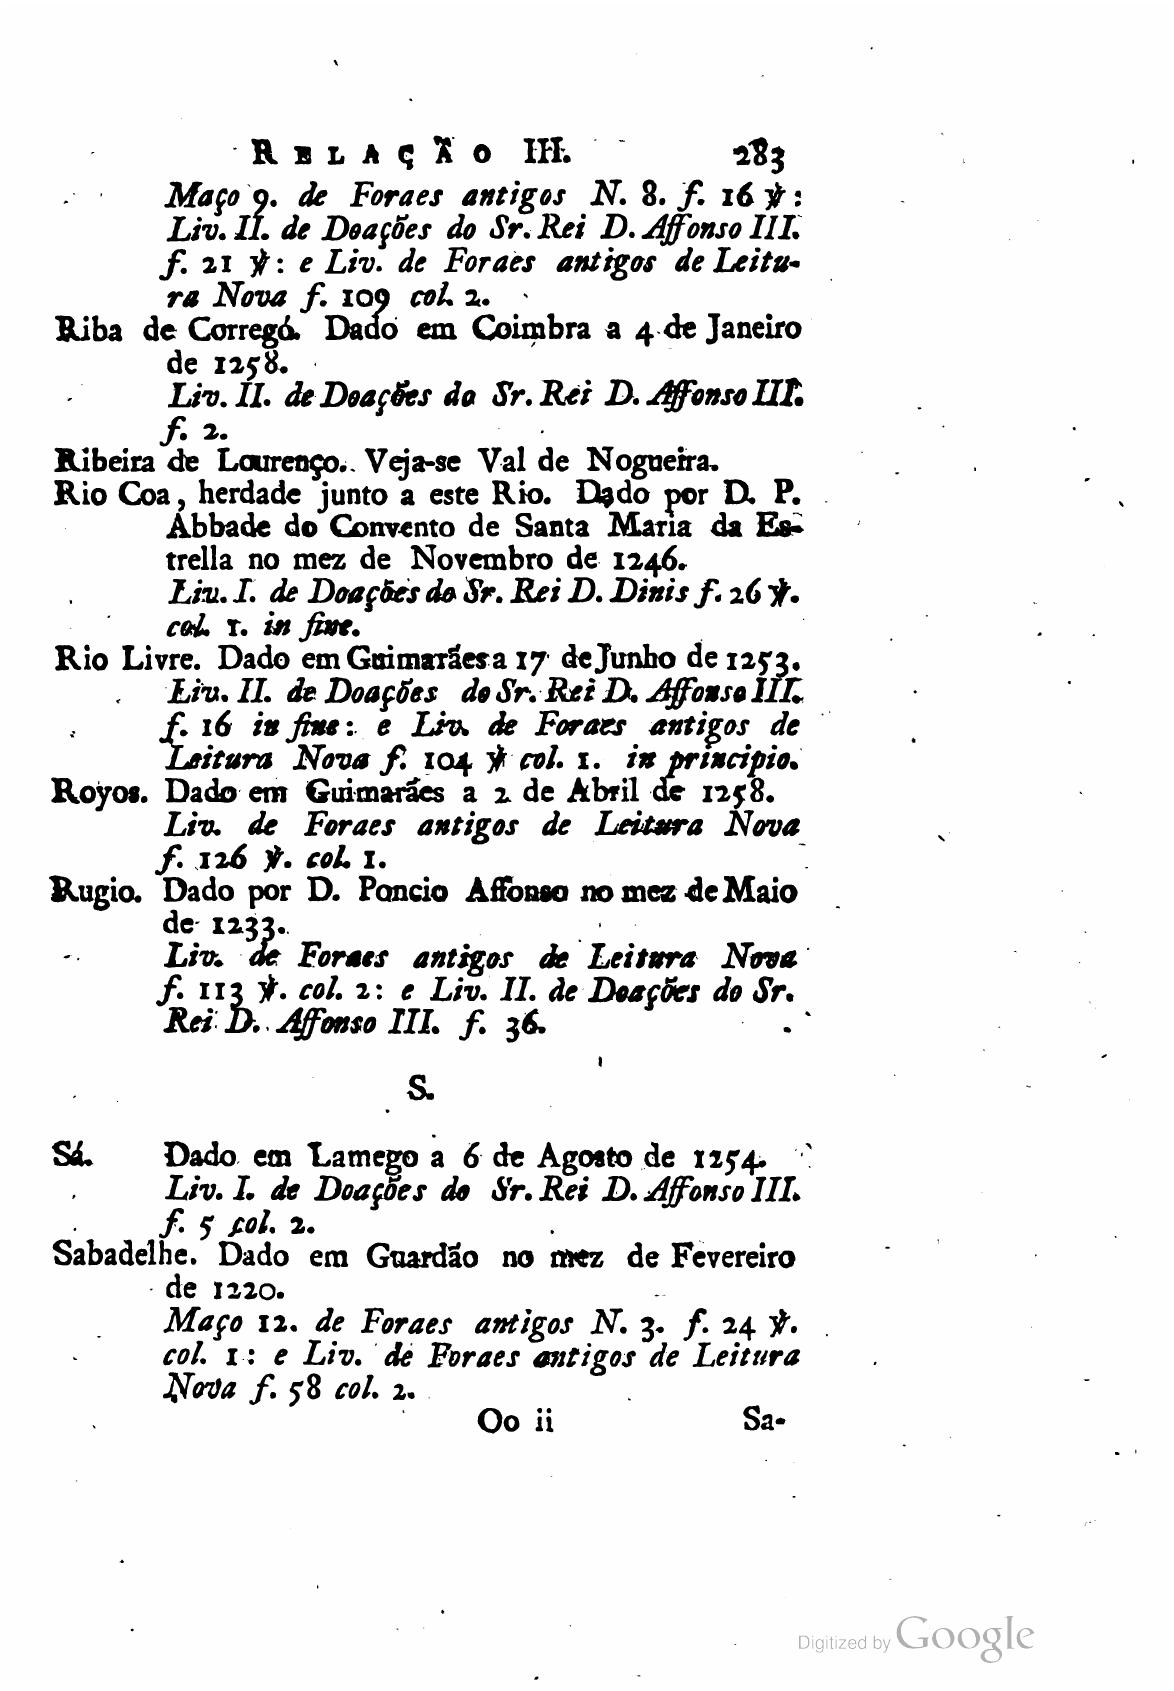 RELAÇÃO III. 283
Maço 9. de Foraes antigos N. 8. f. 16 ℣:
Liv. II. de Doações do Sr. Rei D. Affonso III.
f. 21 ℣: e Liv. de Foraes antigos de Leitu-
ra Nova f. 109 col. 2.
Riba de Corregó. Dado em Coimbra a 4 de Janeiro
de 1258.
Liv. II. de Doações do Sr. Rei D. Affonso III.
f. 2.
Ribeira de Lourenço. Veja-se Val de Nogueira.
Rio Coa, herdade junto a este Rio. Dado por D. P.
Abbade do Convento de Santa Maria da Es-
trella no mez de Novembro de 1246.
Liv. I. de Doações do Sr. Rei D. Dinis f. 26 ℣.
col. 1. in fine.
Rio Livre. Dado em Guimarães a 17 de Junho de 1253.
Liv. II. de Doações do Sr. Rei D. Affonso III.
f. 16 in fine: e Liv. de Foraes antigos de
Leitura Nova f. 104 ℣ col. 1. in principio.
Royos. Dado em Guimarães a 2 de Abril de 1258.
Liv. de Foraes antigos de Leitura Nova
f. 126 ℣. col. 1.
Rugio. Dado por D. Poncio Affonso no mez de Maio
de 1233.
Liv. de Foraes antigos de Leitura Nova
f. 113 ℣. col. 2: e Liv. II. de Doações do Sr.
Rei D. Affonso III. f. 36.
S.
Sá. Dado em Lamego a 6 de Agosto de 1254.
Liv. I. de Doações do Sr. Rei D. Affonso III.
f. 5 col. 2.
Sabadelhe. Dado em Guardão no mez de Fevereiro
de 1220.
Maço 12. de Foraes antigos N. 3. f. 24 ℣.
col. 1: e Liv. de Foraes antigos de Leitura
Nova f. 58 col. 2.
Oo ii Sa-
Digitized by Google